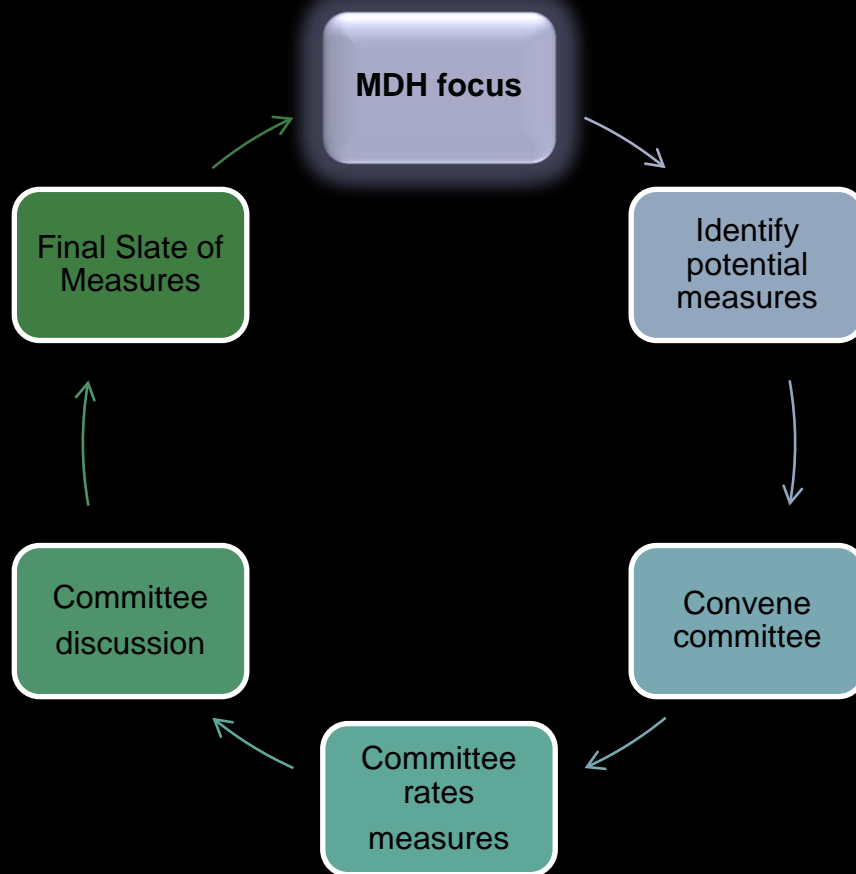 MDH focus
Identify
potential
measures
Convene
committee
Committee
rates
measures
Committee
discussion
Final Slate of
Measures